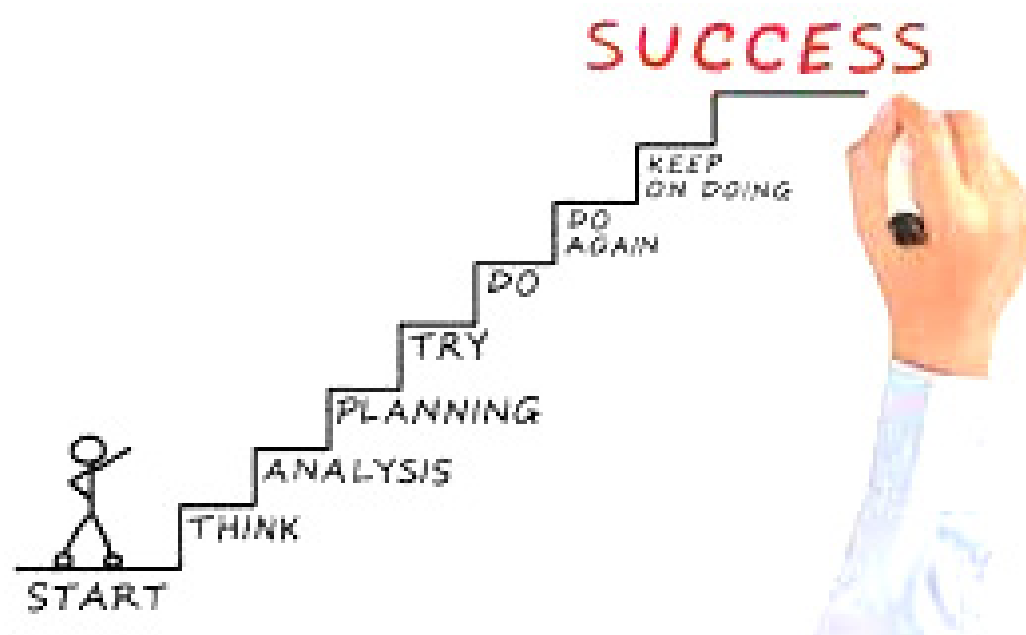 SUCCESS
KEEP
ON DOING
DO
AGAIN
DO
TRY
PLANNING
ANALYSIS
THINK
START